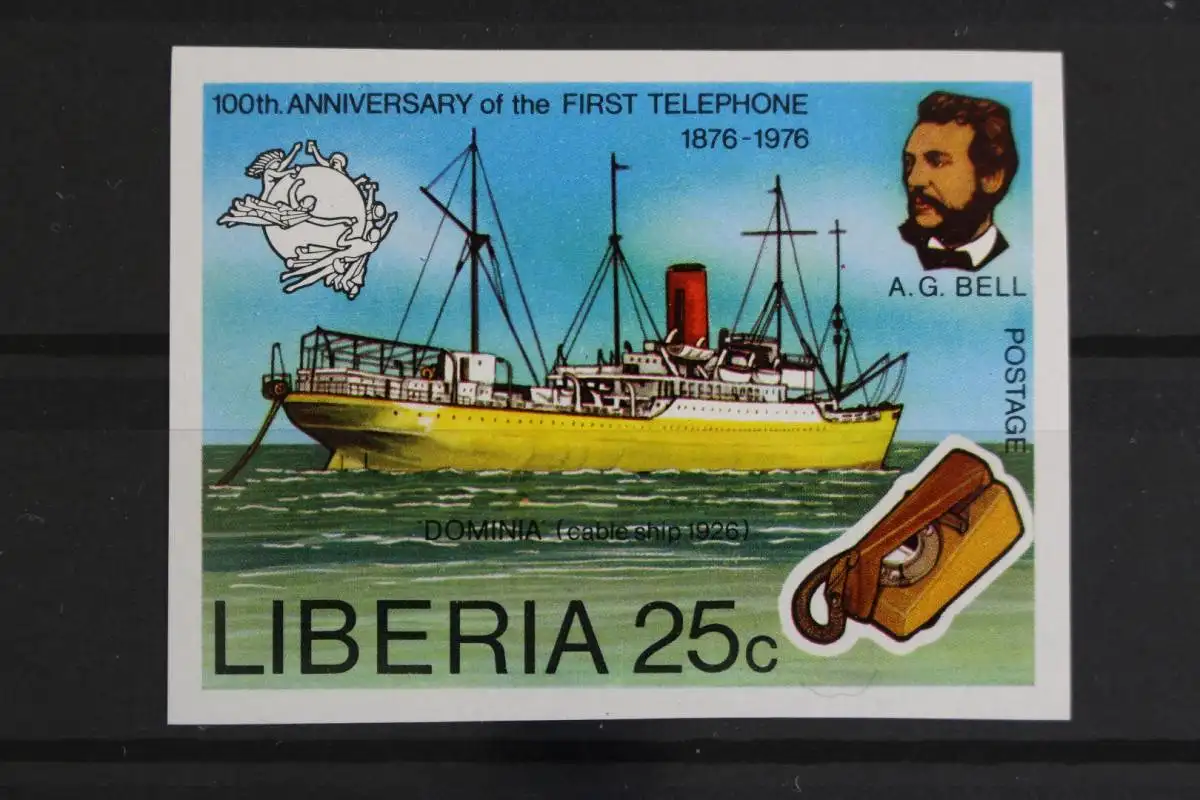 100th. ANNIVERSARY of the FIRST TELEPHONE
1876-1976
A.G. BELL
POSTAGE
'DOMINIA' (cable ship 1926)
LIBERIA 25c